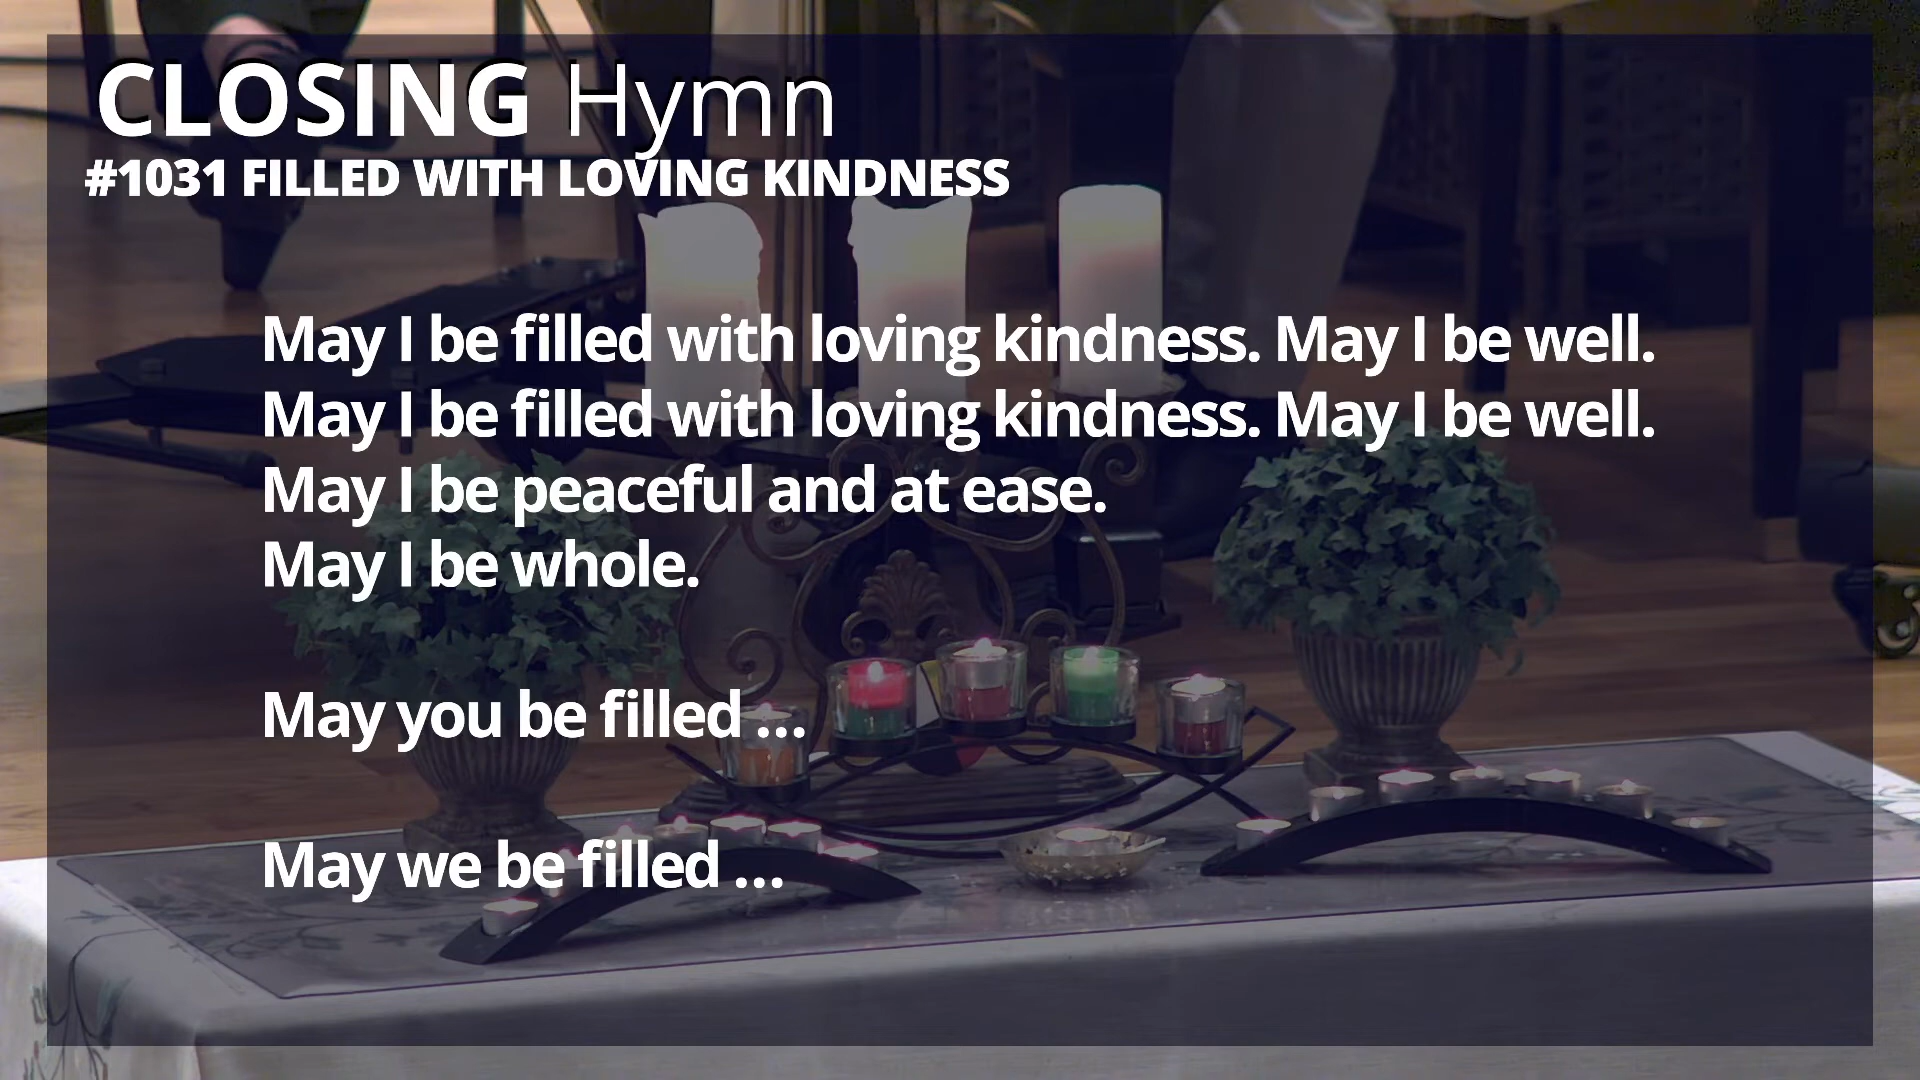 CLOSING Hymn
#1031 FILLED WITH LOVING KINDNESS
May I be filled with loving kindness. May I be well.
May I be filled with loving kindness. May I be well.
May I be peaceful and at ease.
May I be whole.
May you be filled ...
May we be filled ...